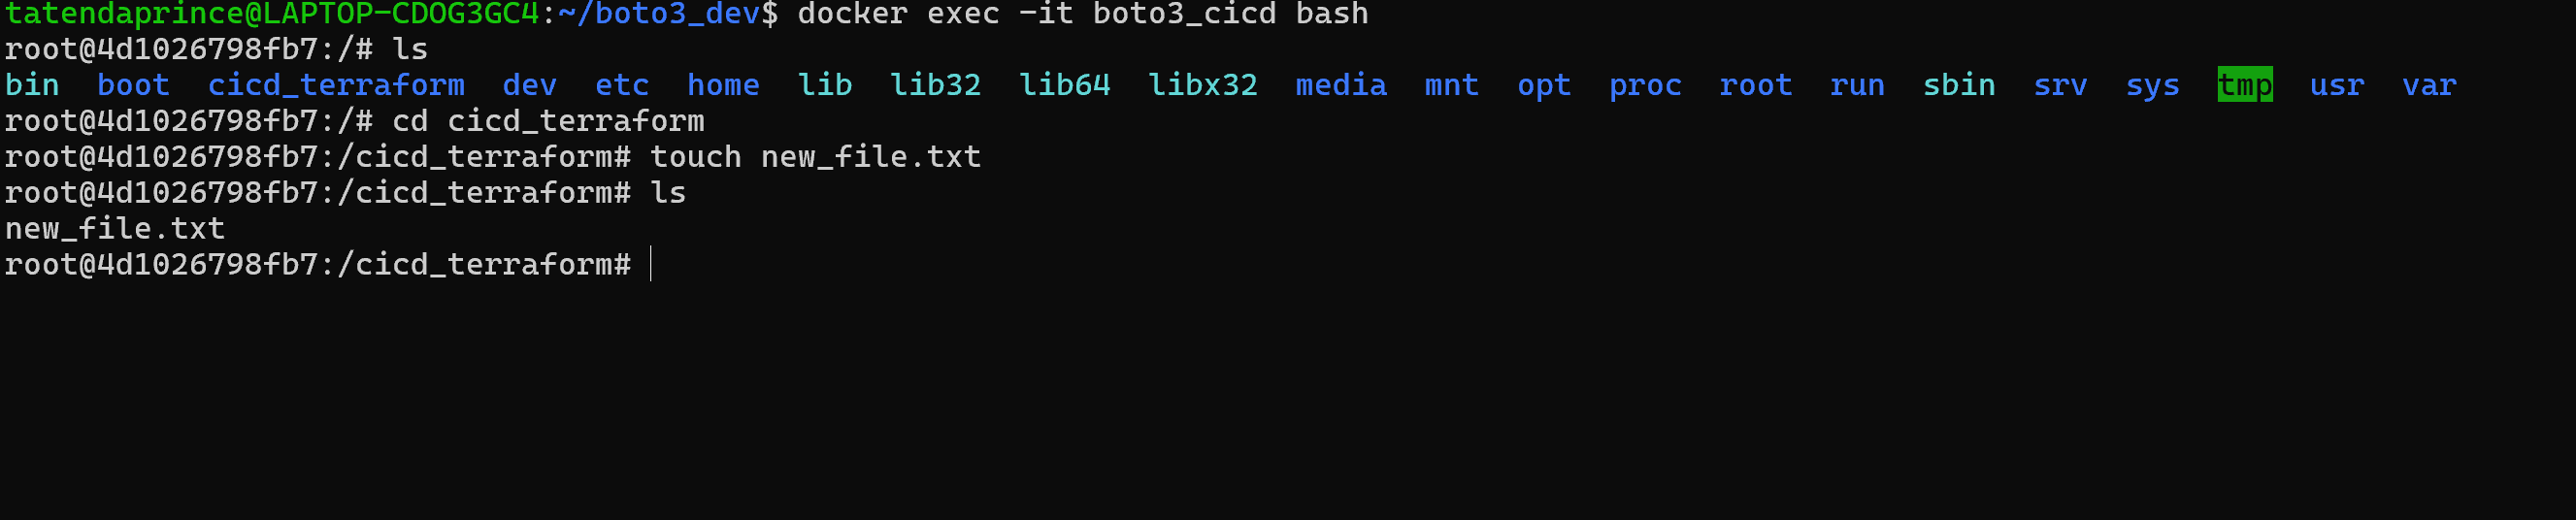 tatendaprince@LAPTOP-CDOG3GC4:~/boto3_dev$ docker exec -it boto3_cicd bash
root@4d1026798fb7:/# ls
bin  boot  cicd_terraform  dev  etc  home  lib  lib32  lib64  libx32  media  mnt  opt  proc  root  run  sbin  srv  sys  tmp  usr  var
root@4d1026798fb7:/# cd cicd_terraform
root@4d1026798fb7:/cicd_terraform# touch new_file.txt
root@4d1026798fb7:/cicd_terraform# ls
new_file.txt
root@4d1026798fb7:/cicd_terraform#